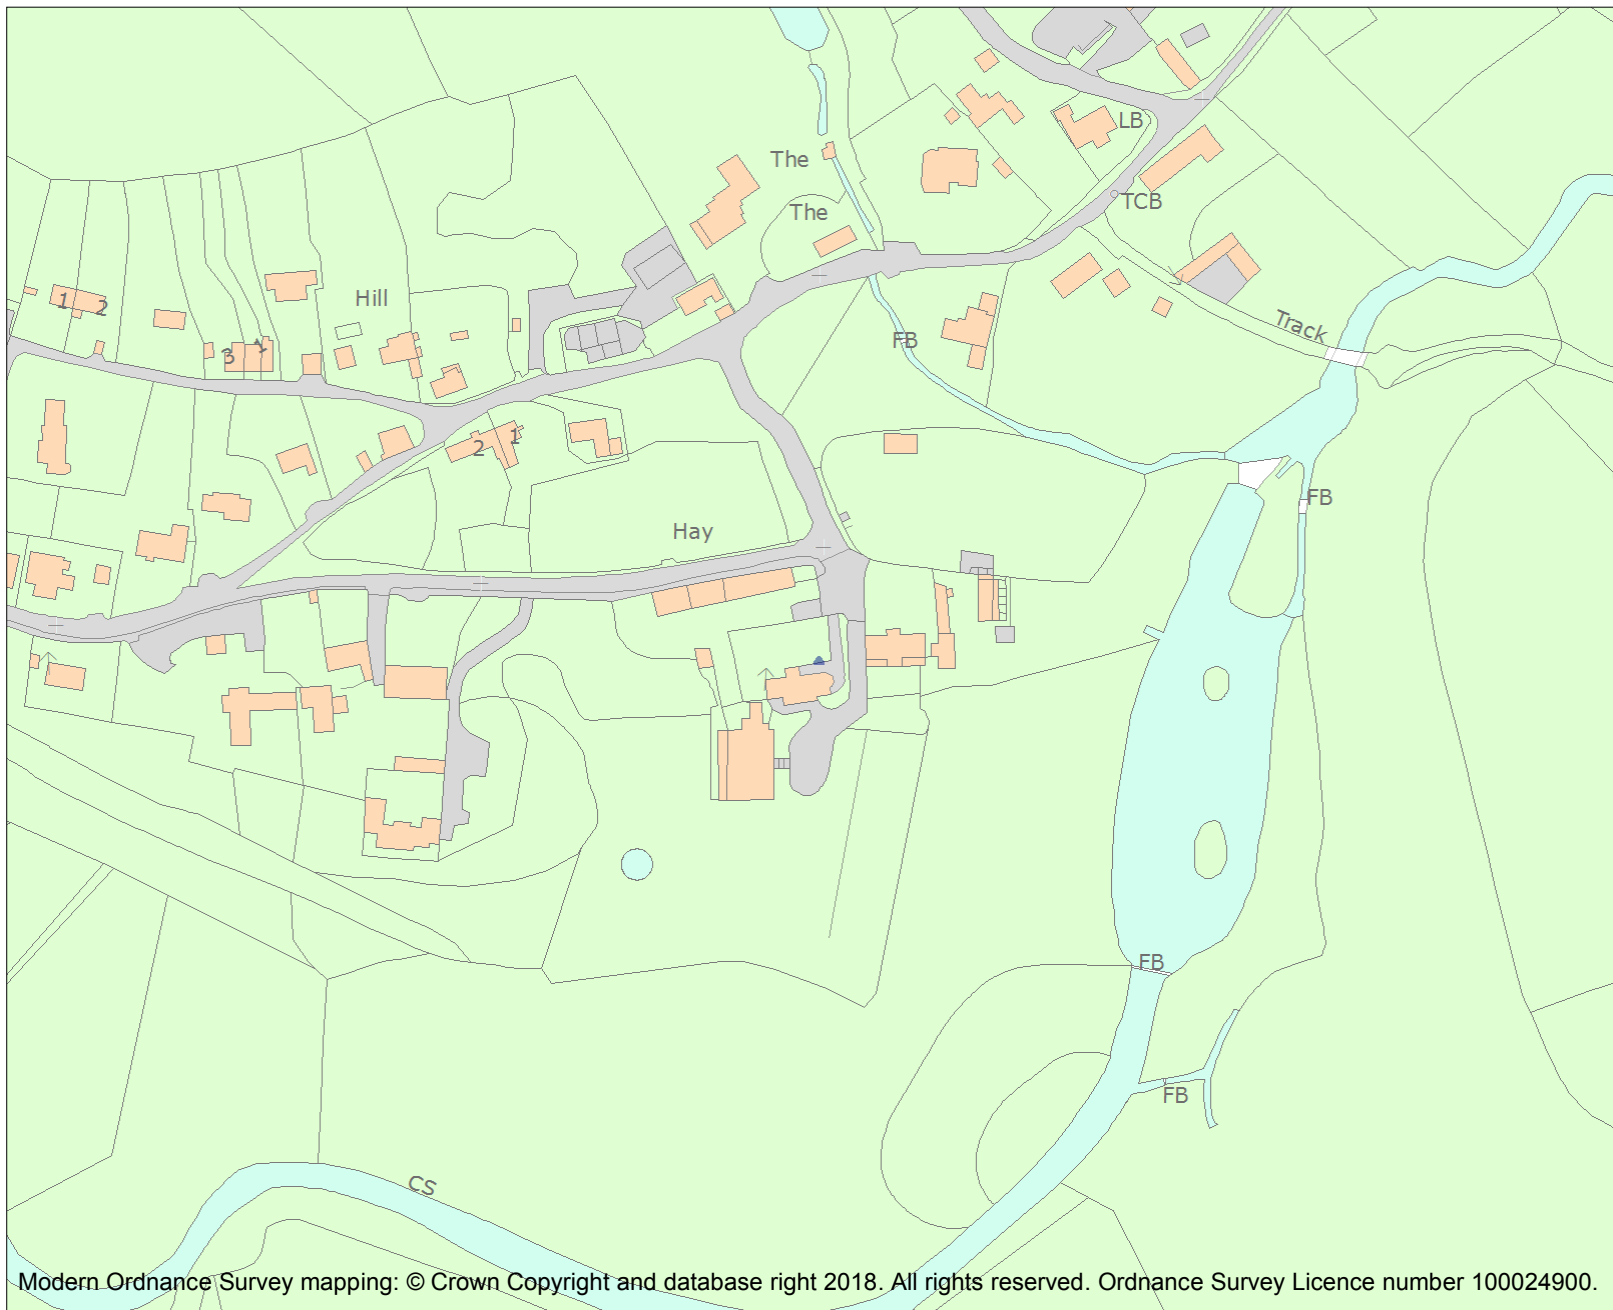 LB
The
TCB
The
Hill
1 2
Track
FB
3 1
2 1
FB
Hay
FB
FB
CS
Modern Ordnance Survey mapping: © Crown Copyright and database right 2018. All rights reserved. Ordnance Survey Licence number 100024900.